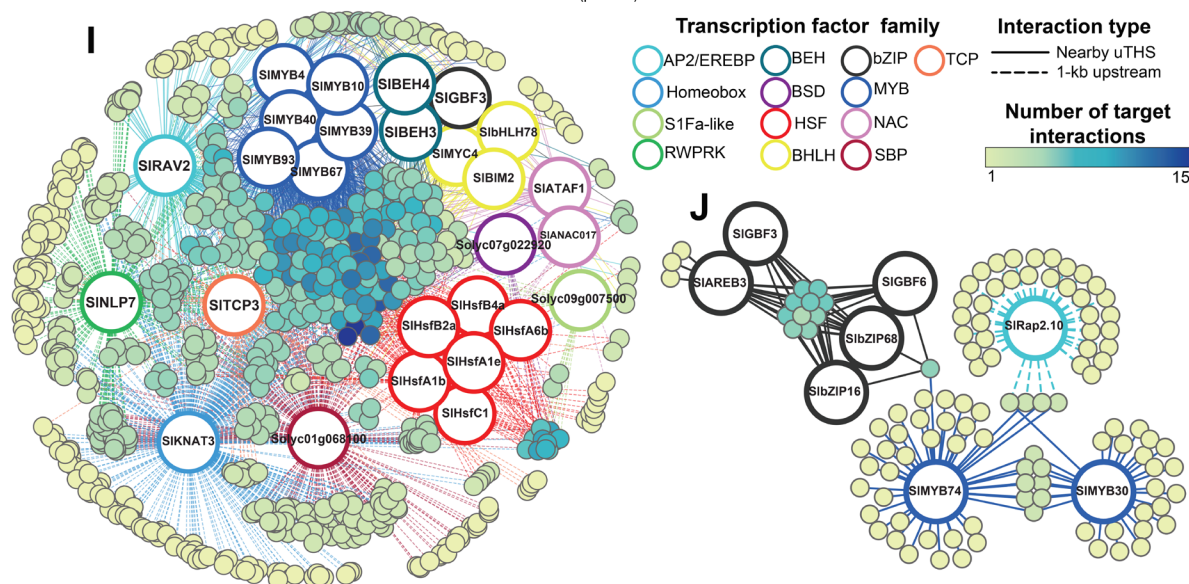 I
Transcription factor family
AP2/EREBP
BEH
bZIP
TCP
Homeobox
BSD
MYB
S1Fa-like
HSF
NAC
RWPRK
BHLH
SBP
Interaction type
Nearby uTHS
1-kb upstream
Number of target
interactions
1
15
SlMYB4
SlMYB10
SlBEH4
SlGBF3
SlMYB40
SlMYB39
SlBEH3
SlbHLH78
SlMYC4
SlRAV2
SlMYB93
SlMYB67
SlBIM2
SlATAF1
Solyc07g022920
SlANAC017
SlNLP7
SlTCP3
SlHsfB4a
Solyc09g007500
SlHsfB2a
SlHsfA6b
SlHsfA1e
SlHsfA1b
SlHsfC1
SlKNAT3
Solyc01g068100
J
SlGBF3
SlAREB3
SlGBF6
SlRap2.10
SlbZIP68
SlbZIP16
SlMYB74
SlMYB30